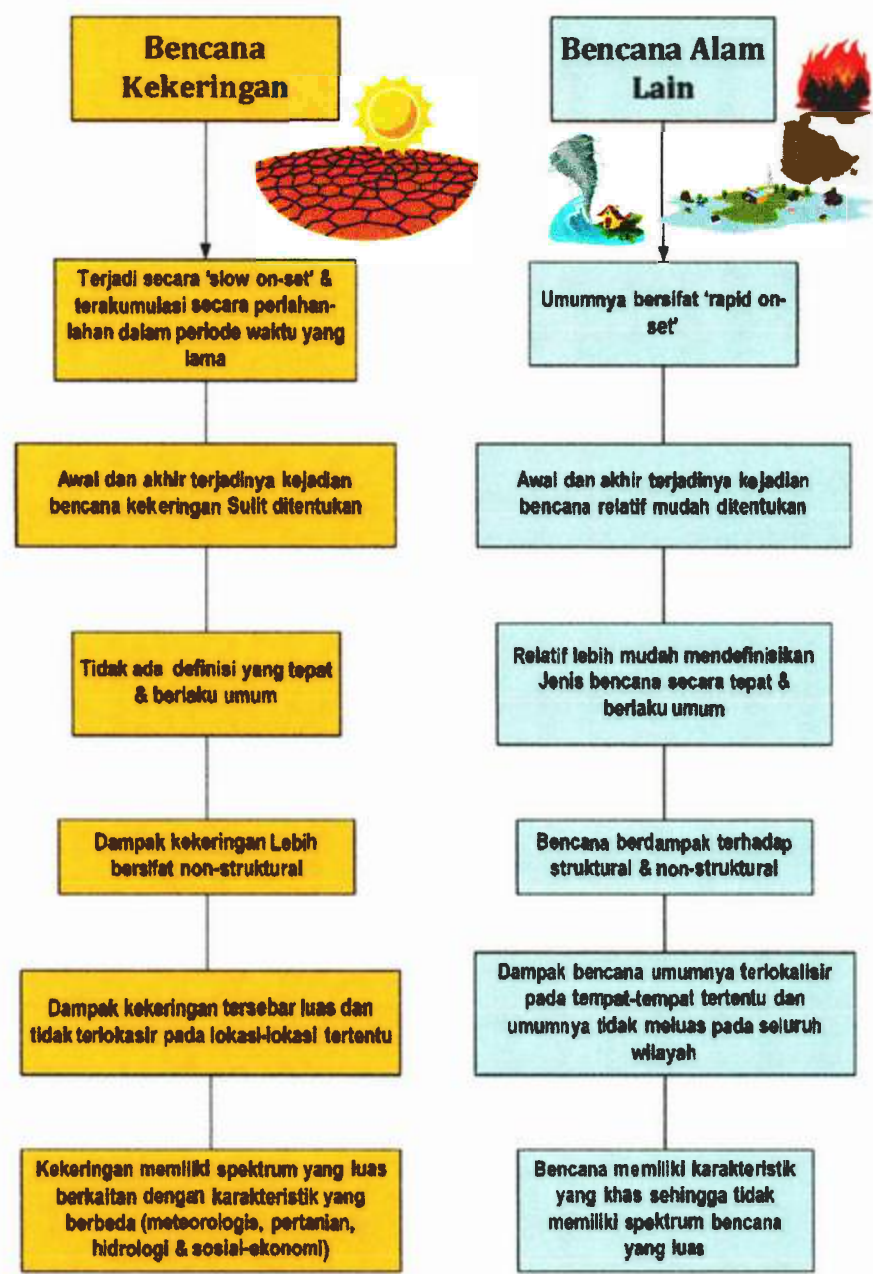 Bencana
Kekeringan
Terjadi secara 'slow on-set' &
terakumulasi secara perlahan-
lahan dalam periode waktu yang
lama
Awal dan akhir terjadinya kejadian
bencana kekeringan Sulit ditentukan
Tidak ada definisi yang tepat
& berlaku umum
Dampak kekeringan Lebih
bersifat non-struktural
Dampak kekeringan tersebar luas dan
tidak terlokasir pada lokasi-lokasi tertentu
Kekeringan memiliki spektrum yang luas
berkaitan dengan karakteristik yang
berbeda (meteorologis, pertanian,
hidrologi & sosial-ekonomi)
Bencana Alam
Lain
Umumnya bersifat 'rapid on-
set'
Awal dan akhir terjadinya kejadian
bencana relatif mudah ditentukan
Relatif lebih mudah mendefinisikan
Jenis bencana secara tepat &
berlaku umum
Bencana berdampak terhadap
struktural & non-struktural
Dampak bencana umumnya terlokalisir
pada tempat-tempat tertentu dan
umumnya tidak meluas pada seluruh
wilayah
Bencana memiliki karakteristik
yang khas sehingga tidak
memiliki spektrum bencana
yang luas